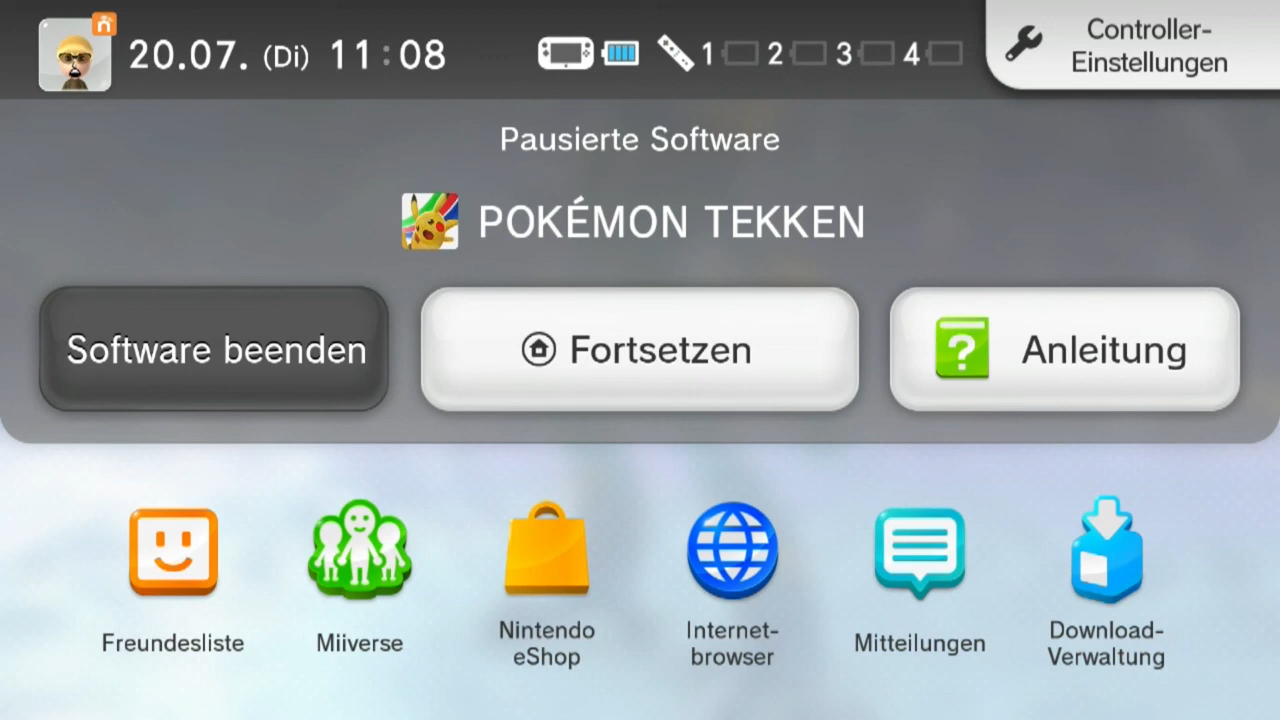 20.07. (Di) 11:08
1 2 3 4
Controller-
Einstellungen
Pausierte Software
POKÉMON TEKKEN
Software beenden
Fortsetzen
? Anleitung
Freundesliste
Miiverse
Nintendo
eShop
Internet-
browser
Mitteilungen
Download-
Verwaltung